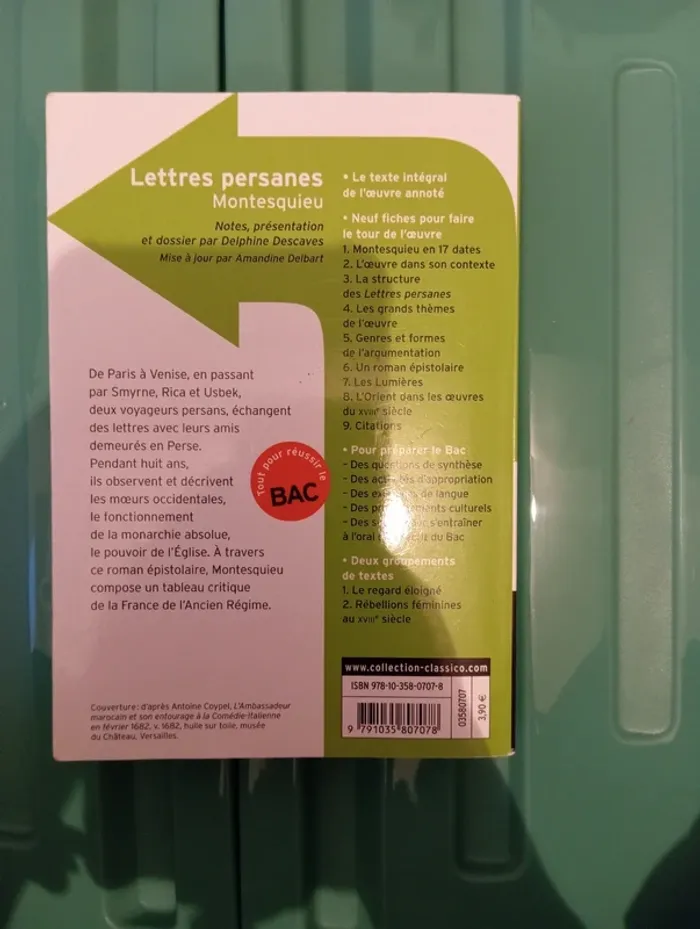 Lettres persanes
Montesquieu
Notes, présentation
et dossier par Delphine Descaves
Mise à jour par Amandine Delbart
De Paris à Venise, en passant
par Smyrne, Rica et Usbek,
deux voyageurs persans, échangent
des lettres avec leurs amis
demeurés en Perse.
Pendant huit ans,
ils observent et décrivent
les mœurs occidentales,
le fonctionnement
de la monarchie absolue,
le pouvoir de l'Église. À travers
ce roman épistolaire, Montesquieu
compose un tableau critique
de la France de l'Ancien Régime.
Tout pour réussir le
BAC
Couverture : d'après Antoine Coypel, L'Ambassadeur
marocain et son entourage à la Comédie-Italienne
en février 1682, v. 1682, huile sur toile, musée
du Château, Versailles.
• Le texte intégral
de l'œuvre annoté
• Neuf fiches pour faire
le tour de l'œuvre
1. Montesquieu en 17 dates
2. L'œuvre dans son contexte
3. La structure
des Lettres persanes
4. Les grands thèmes
de l'œuvre
5. Genres et formes
de l'argumentation
6. Un roman épistolaire
7. Les Lumières
8. L'Orient dans les œuvres
du XVIIIe siècle
9. Citations
• Pour préparer le Bac
– Des questions de synthèse
– Des activités d'appropriation
– Des de langue
– Des culturels
– Des s'entraîner
à l'oral du Bac
• Deux groupements
de textes
1. Le regard éloigné
2. Rébellions féminines
au XVIIIe siècle
www.collection-classico.com
ISBN 979-10-358-0707-8
9 791035 807078
03580707
3,90 €